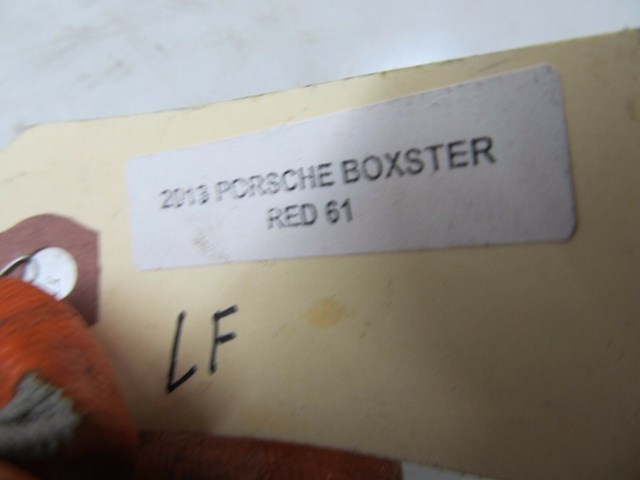 2013 PORSCHE BOXSTER
RED 61
LF